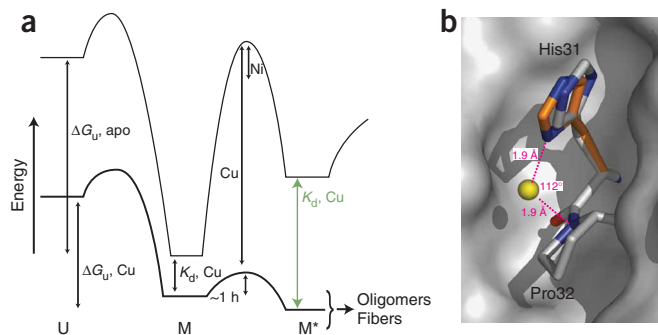 a
Energy
ΔGu, apo
ΔGu, Cu
Kd, Cu
Cu
Ni
~1 h
Kd, Cu
Oligomers
Fibers
U
M
M*
b
His31
1.9 Å
112°
1.9 Å
Pro32